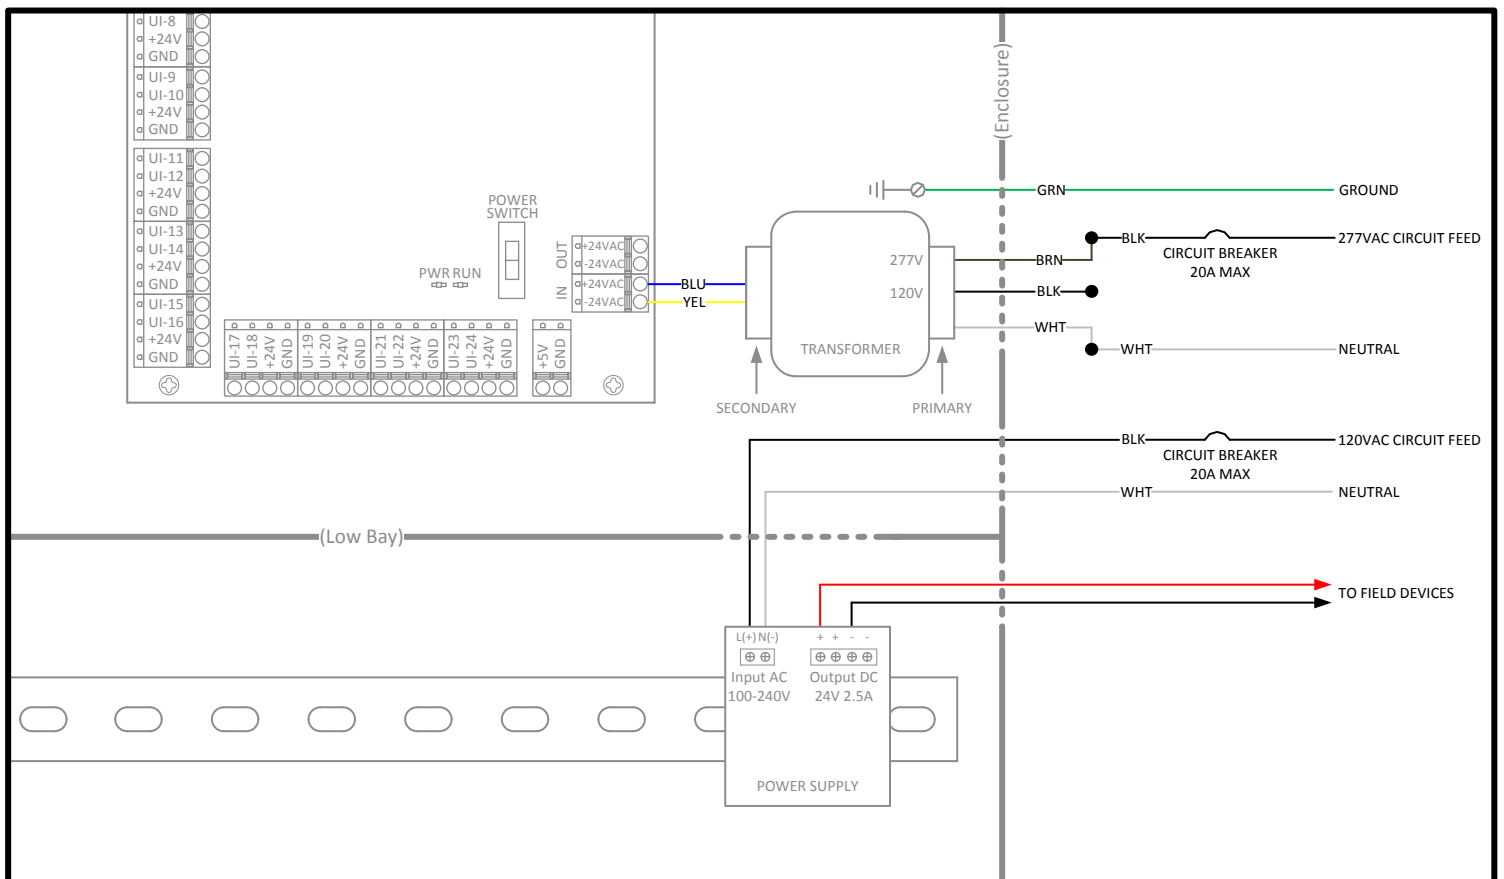 UI-8
+24V
GND
UI-9
UI-10
+24V
GND
UI-11
UI-12
+24V
GND
UI-13
UI-14
+24V
GND
UI-15
UI-16
+24V
GND
UI-17
UI-18
+24V
GND
UI-19
UI-20
+24V
GND
UI-21
UI-22
+24V
GND
UI-23
UI-24
+24V
GND
+5V
GND
POWER
SWITCH
PWR RUN
OUT
+24VAC
-24VAC
IN
+24VAC
-24VAC
BLU
YEL
277V
120V
TRANSFORMER
SECONDARY
PRIMARY
(Enclosure)
GRN
GROUND
BLK
277VAC CIRCUIT FEED
CIRCUIT BREAKER
20A MAX
BRN
BLK
WHT
WHT
NEUTRAL
BLK
120VAC CIRCUIT FEED
CIRCUIT BREAKER
20A MAX
WHT
NEUTRAL
(Low Bay)
TO FIELD DEVICES
L(+) N(-)
+ + - -
Input AC
100-240V
Output DC
24V 2.5A
POWER SUPPLY